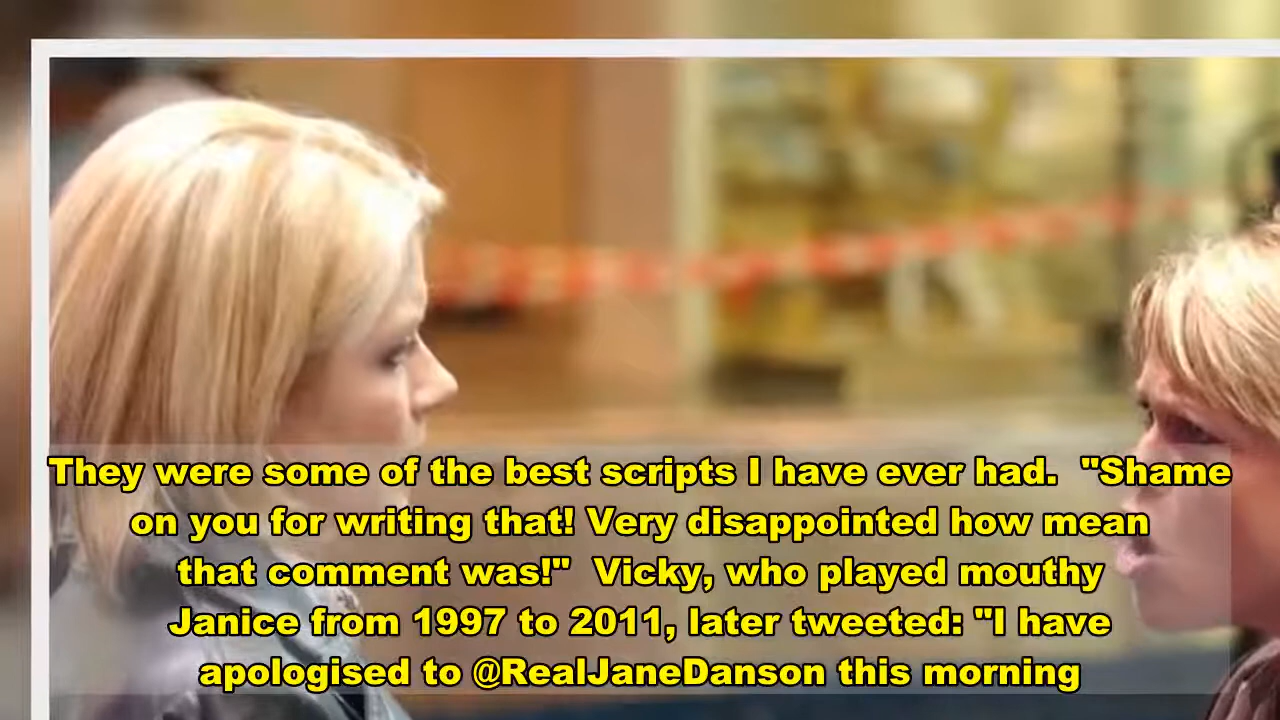 They were some of the best scripts I have ever had.  "Shame
on you for writing that! Very disappointed how mean
that comment was!"  Vicky, who played mouthy
Janice from 1997 to 2011, later tweeted: "I have
apologised to @RealJaneDanson this morning